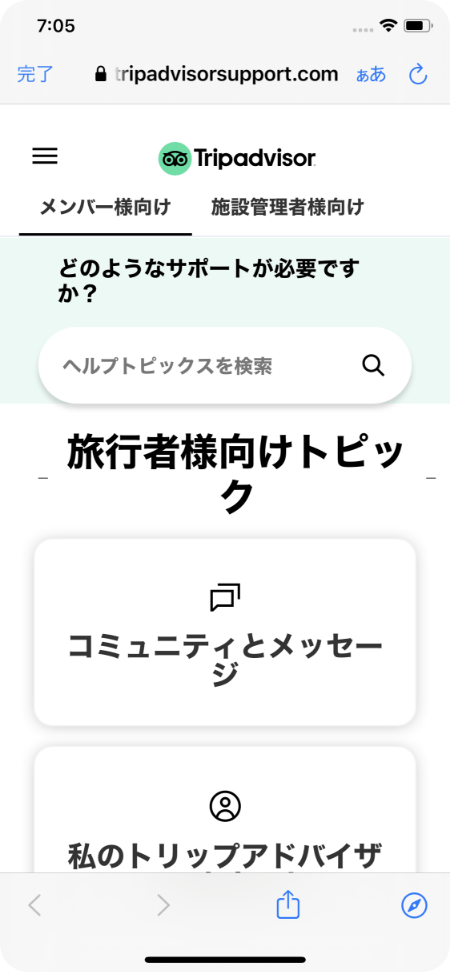 7:05
完了
tripadvisorsupport.com
ぁあ
Tripadvisor
メンバー様向け
施設管理者様向け
どのようなサポートが必要です
か？
ヘルプトピックスを検索
旅行者様向けトピッ
ク
コミュニティとメッセー
ジ
私のトリップアドバイザ